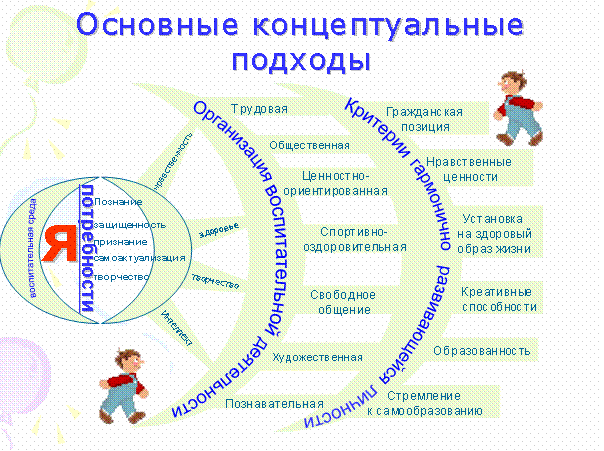 Основные концептуальные
подходы
воспитательная среда
Я
потребности
Познание
защищенность
признание
самоактуализация
творчество
нравственность
здоровье
творчество
Интеллект
Организация воспитательной деятельности
Трудовая
Общественная
Ценностно-
ориентированная
Спортивно-
оздоровительная
Свободное
общение
Художественная
Познавательная
Критерии гармонично развивающейся личности
Гражданская
позиция
Нравственные
ценности
Установка
на здоровый
образ жизни
Креативные
способности
Образованность
Стремление
к самообразованию